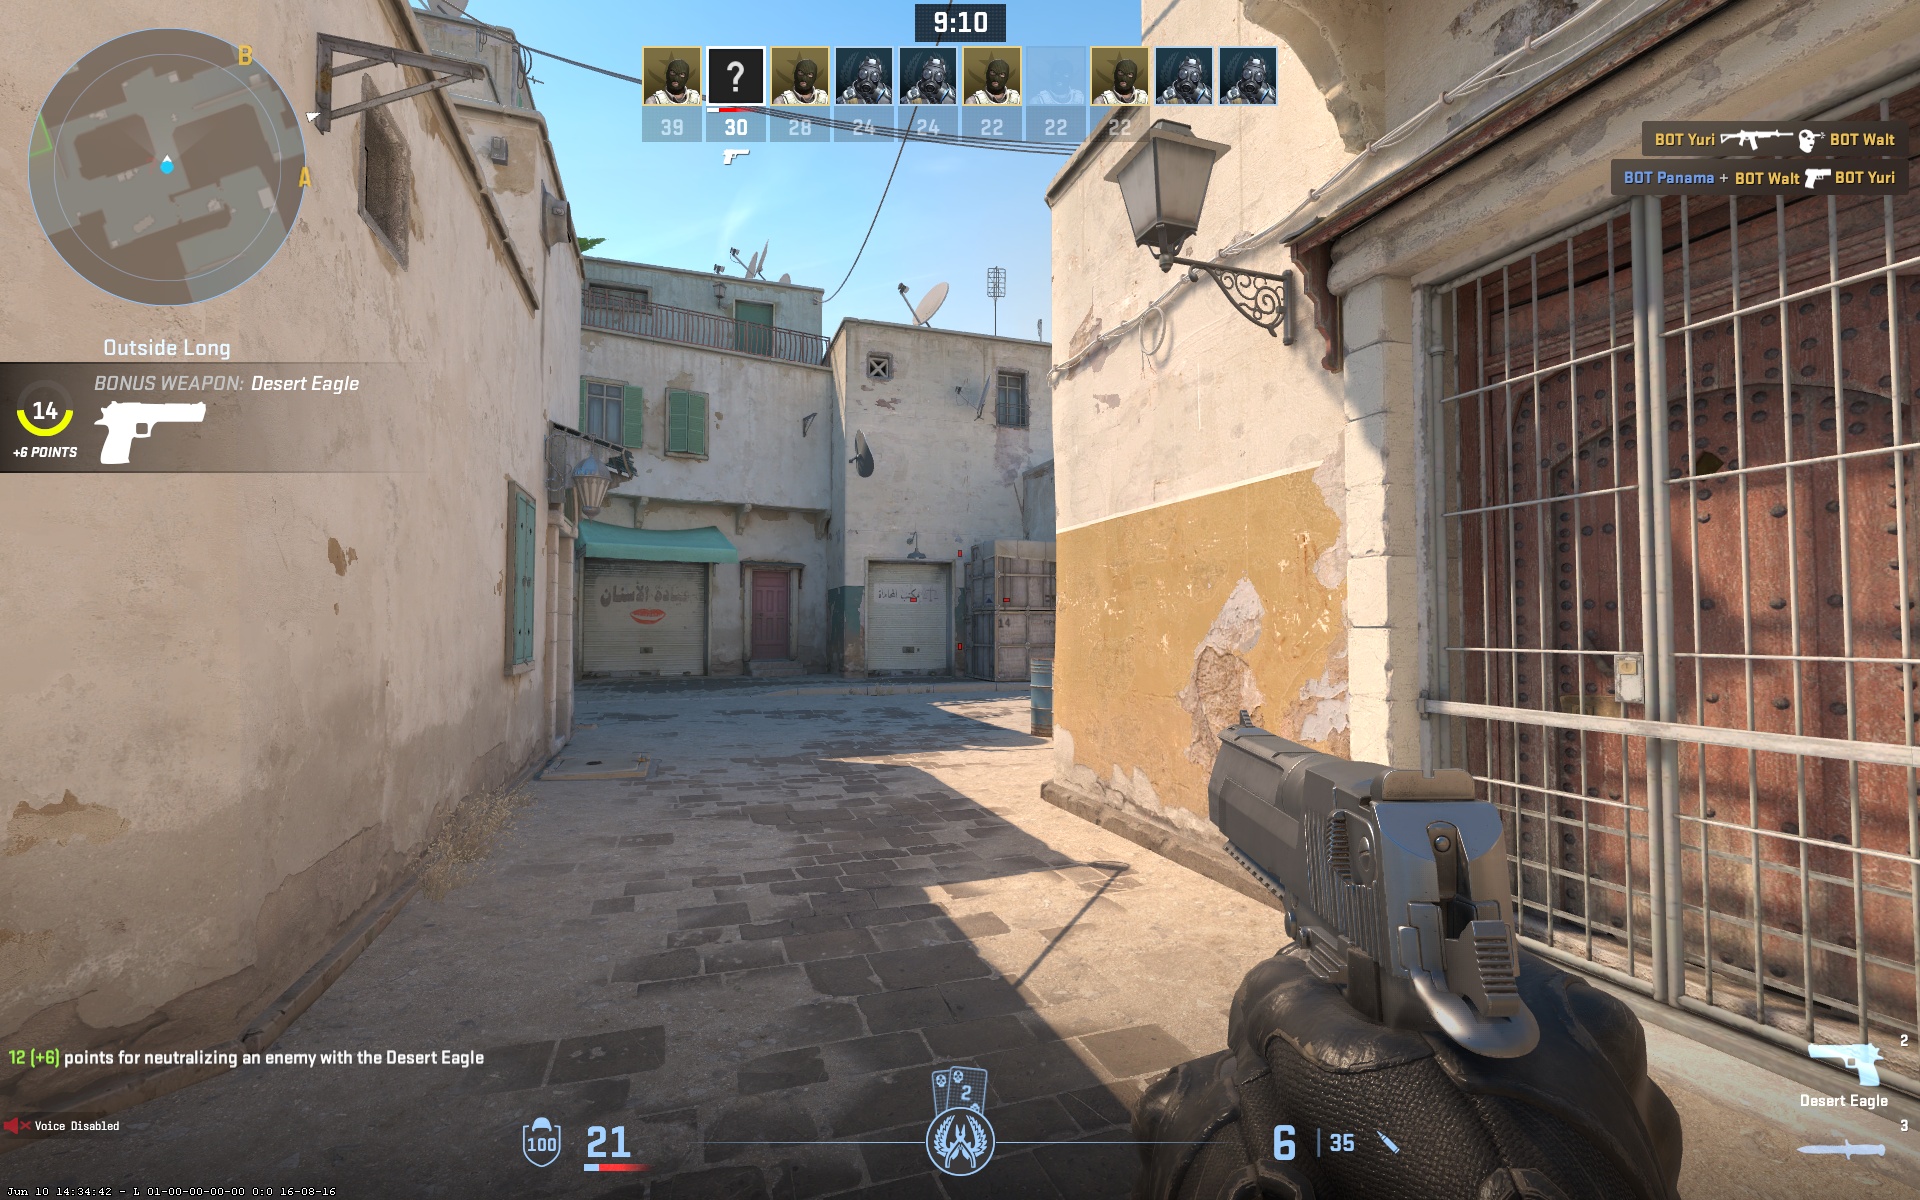 9:10
B
?
39 30 28 24 24 22 22 22
BOT Yuri BOT Walt
A
BOT Panama + BOT Walt BOT Yuri
Outside Long
BONUS WEAPON: Desert Eagle
14
+6 POINTS
الأسنان
14
12 (+6) points for neutralizing an enemy with the Desert Eagle
2
2
Desert Eagle
Voice Disabled
100 21
6 | 35
3
Jun 10 14:34:42 - L 01-00-00-00-00 0:0 16-08-16